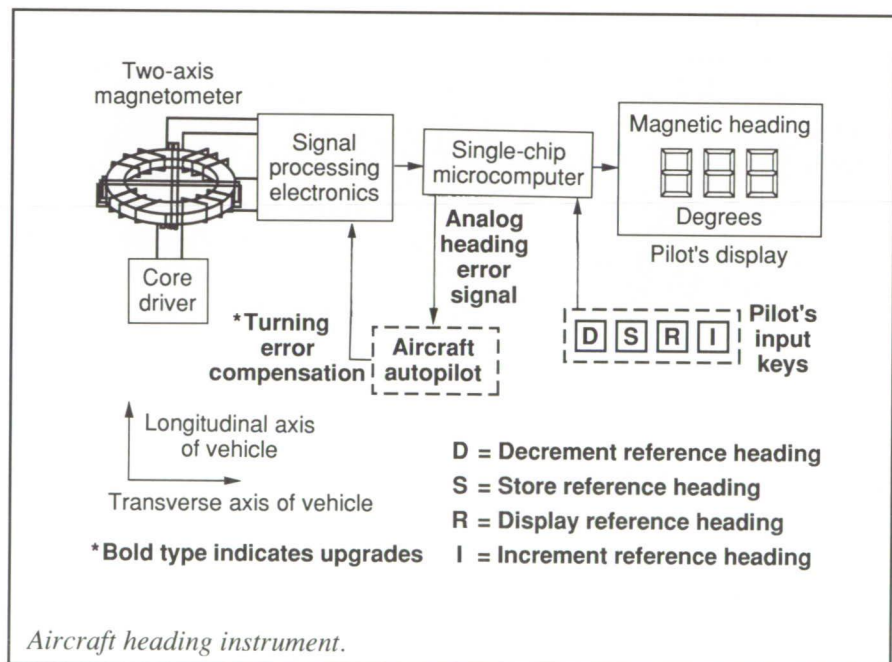 Two-axis
magnetometer
Signal
processing
electronics
Single-chip
microcomputer
Magnetic heading
Degrees
Pilot's display
Core
driver
Analog
heading
error
signal
*Turning
error
compensation
Aircraft
autopilot
D S R I
Pilot's
input
keys
Longitudinal axis
of vehicle
Transverse axis of vehicle
*Bold type indicates upgrades
D = Decrement reference heading
S = Store reference heading
R = Display reference heading
I = Increment reference heading
Aircraft heading instrument.